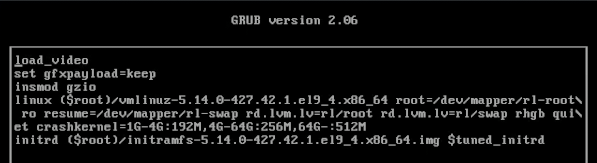 GRUB version 2.06
load_video
set gfxpayload=keep
insmod gzio
linux ($root)/vmlinuz-5.14.0-427.42.1.el9_4.x86_64 root=/dev/mapper/rl-root\
 ro resume=/dev/mapper/rl-swap rd.lvm.lv=rl/root rd.lvm.lv=rl/swap rhgb qui\
et crashkernel=1G-4G:192M,4G-64G:256M,64G-:512M
initrd ($root)/initramfs-5.14.0-427.42.1.el9_4.x86_64.img $tuned_initrd